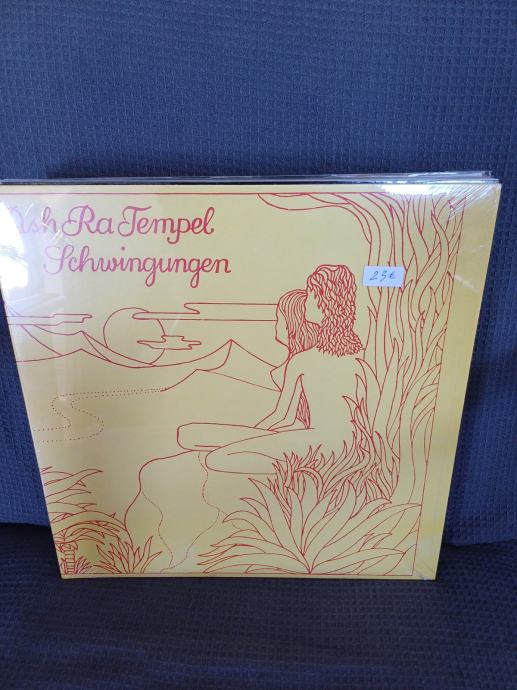 Ash Ra Tempel
Schwingungen
23€